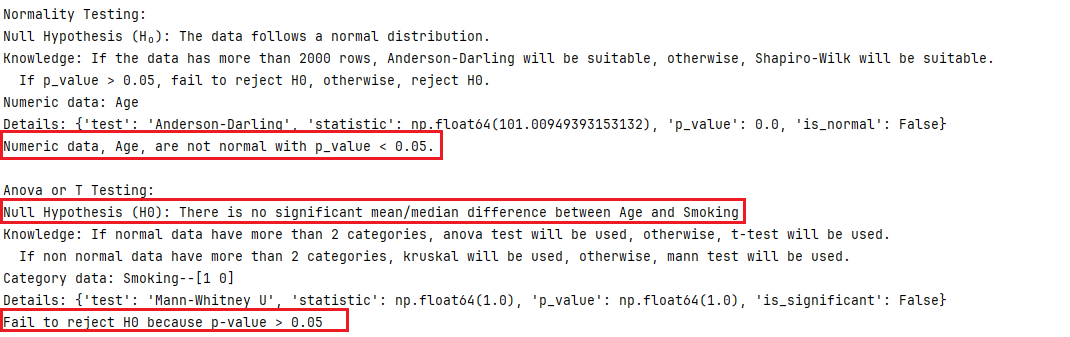 Normality Testing:
Null Hypothesis (H₀): The data follows a normal distribution.
Knowledge: If the data has more than 2000 rows, Anderson-Darling will be suitable, otherwise, Shapiro-Wilk will be suitable.
If p_value > 0.05, fail to reject H0, otherwise, reject H0.
Numeric data: Age
Details: {'test': 'Anderson-Darling', 'statistic': np.float64(101.00949393153132), 'p_value': 0.0, 'is_normal': False}
Numeric data, Age, are not normal with p_value < 0.05.
Anova or T Testing:
Null Hypothesis (H0): There is no significant mean/median difference between Age and Smoking
Knowledge: If normal data have more than 2 categories, anova test will be used, otherwise, t-test will be used.
If non normal data have more than 2 categories, kruskal will be used, otherwise, mann test will be used.
Category data: Smoking--[1 0]
Details: {'test': 'Mann-Whitney U', 'statistic': np.float64(1.0), 'p_value': np.float64(1.0), 'is_significant': False}
Fail to reject H0 because p-value > 0.05